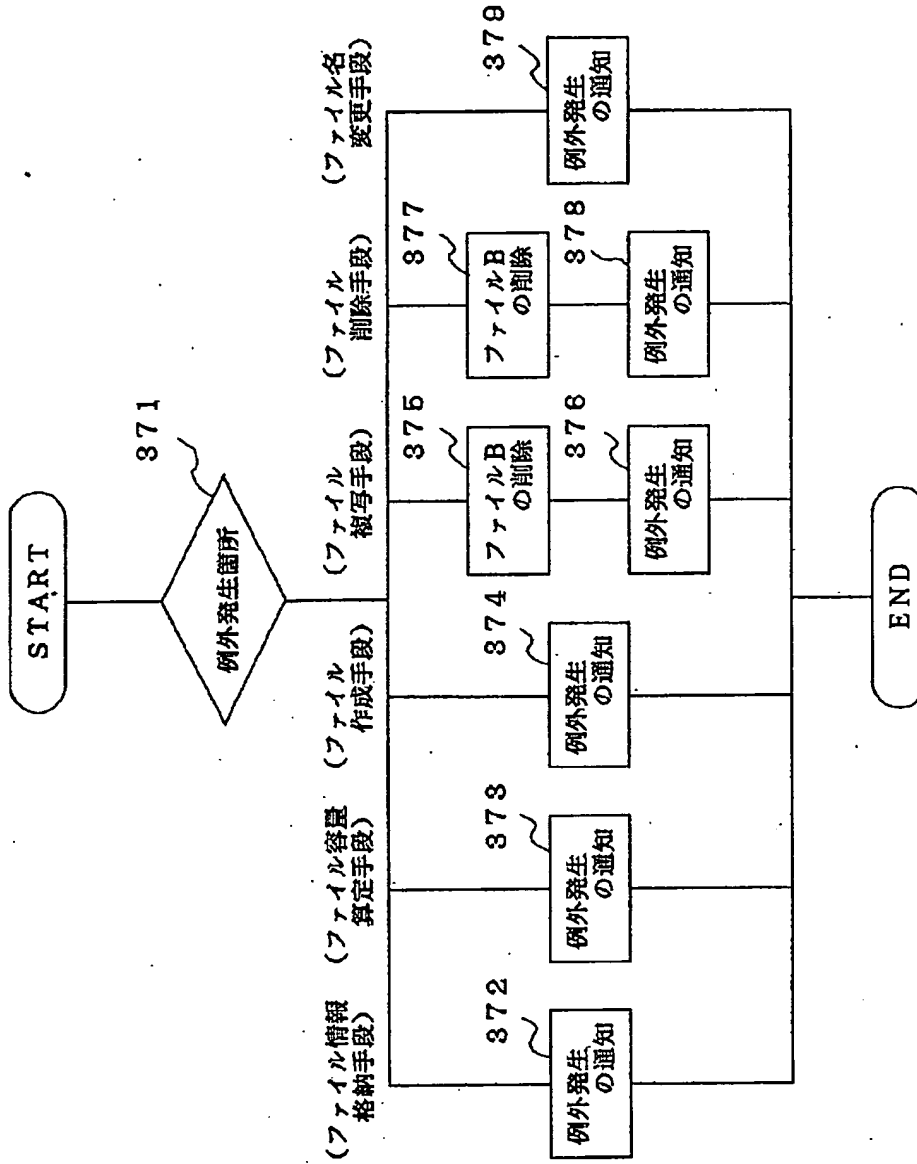 START
例外発生箇所
371
(ファイル情報
格納手段)
(ファイル容量
算定手段)
(ファイル
作成手段)
(ファイル
複写手段)
(ファイル
削除手段)
(ファイル名
変更手段)
372
例外発生
の通知
373
例外発生
の通知
374
例外発生
の通知
375
ファイルB
の削除
376
例外発生
の通知
377
ファイルB
の削除
378
例外発生
の通知
379
例外発生
の通知
END